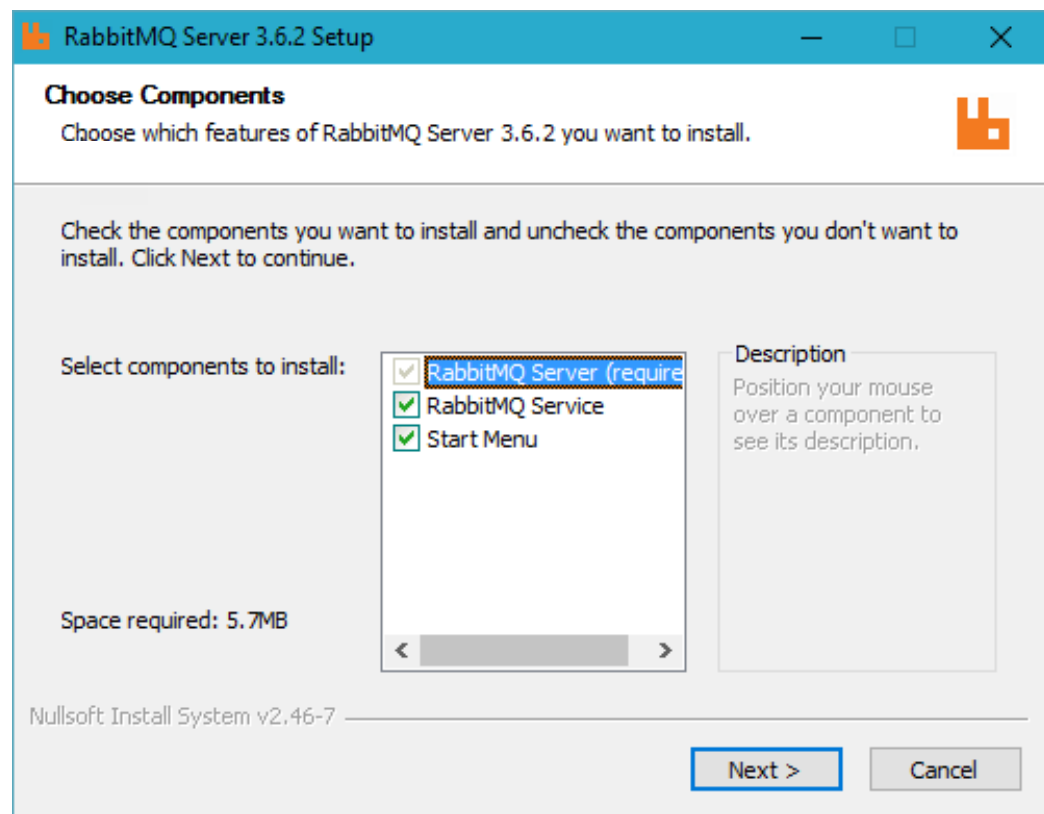 RabbitMQ Server 3.6.2 Setup
Choose Components
Choose which features of RabbitMQ Server 3.6.2 you want to install.
Check the components you want to install and uncheck the components you don't want to
install. Click Next to continue.
Select components to install:
RabbitMQ Server (require
RabbitMQ Service
Start Menu
Description
Position your mouse
over a component to
see its description.
Space required: 5.7MB
Nullsoft Install System v2.46-7
Next >
Cancel